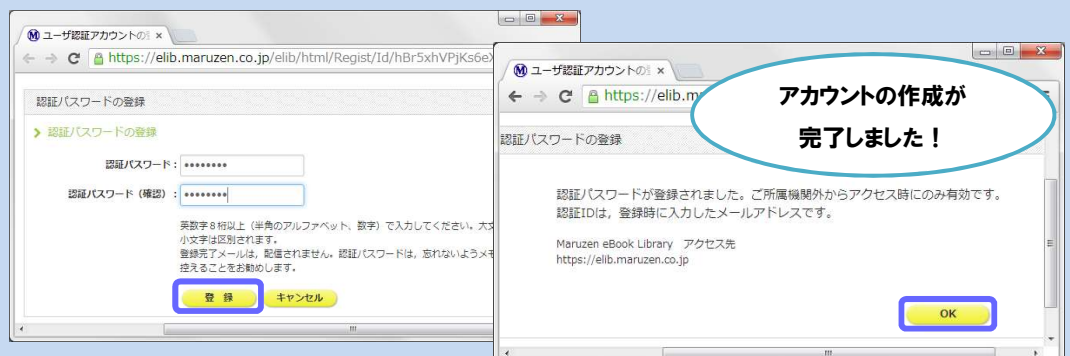 ユーザ認証アカウントの
https://elib.maruzen.co.jp/elib/html/Regist/Id/hBr5xhVPjKs6e
認証パスワードの登録
認証パスワードの登録
認証パスワード：
認証パスワード（確認）：
英数字８桁以上（半角のアルファベット、数字）で入力してください。大文
小文字は区別されます。
登録完了メールは，配信されません。認証パスワードは，忘れないようメモ
控えることをお勧めします。
登 録
キャンセル
ユーザ認証アカウントの
https://elib.m
アカウントの作成が
完了しました！
認証パスワードの登録
認証パスワードが登録されました。ご所属機関外からアクセス時にのみ有効です。
認証IDは，登録時に入力したメールアドレスです。
Maruzen eBook Library　アクセス先
https://elib.maruzen.co.jp
OK